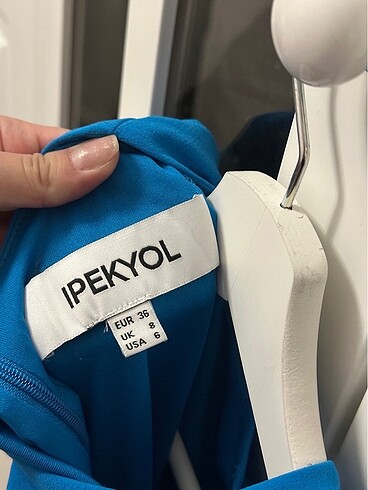 IPEKYOL
EUR 36
UK 8
USA 6